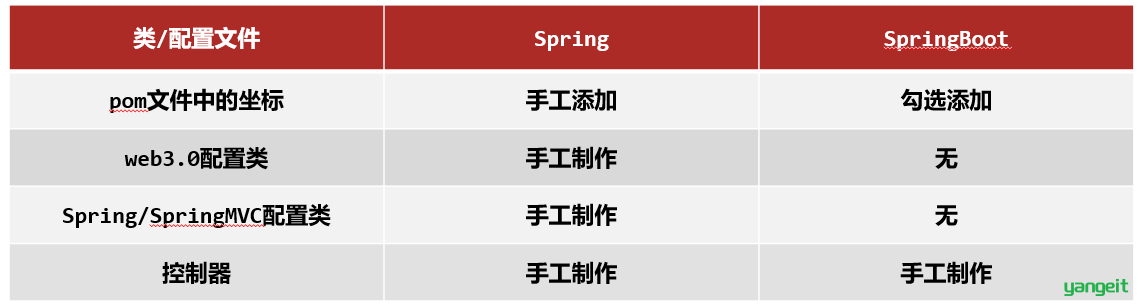 类/配置文件 Spring SpringBoot
pom文件中的坐标 手工添加 勾选添加
web3.0配置类 手工制作 无
Spring/SpringMVC配置类 手工制作 无
控制器 手工制作 手工制作
yangeit